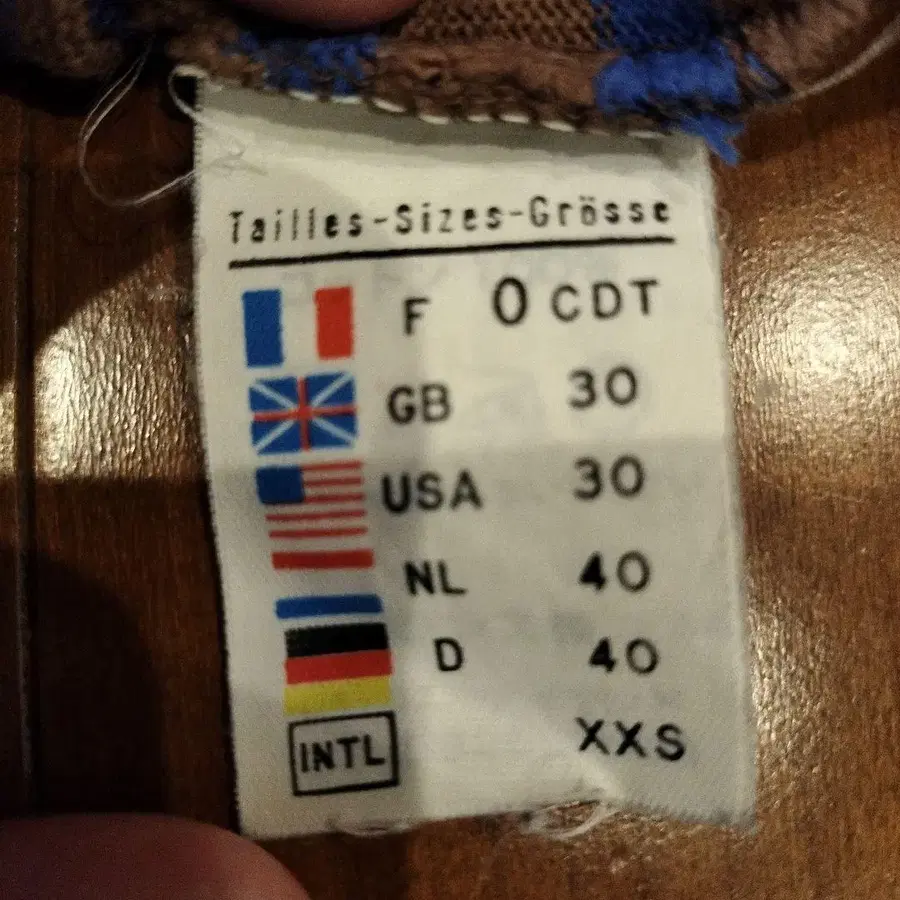 Tailles-Sizes-Grösse
F 0 CDT
GB 30
USA 30
NL 40
D 40
INTL XXS